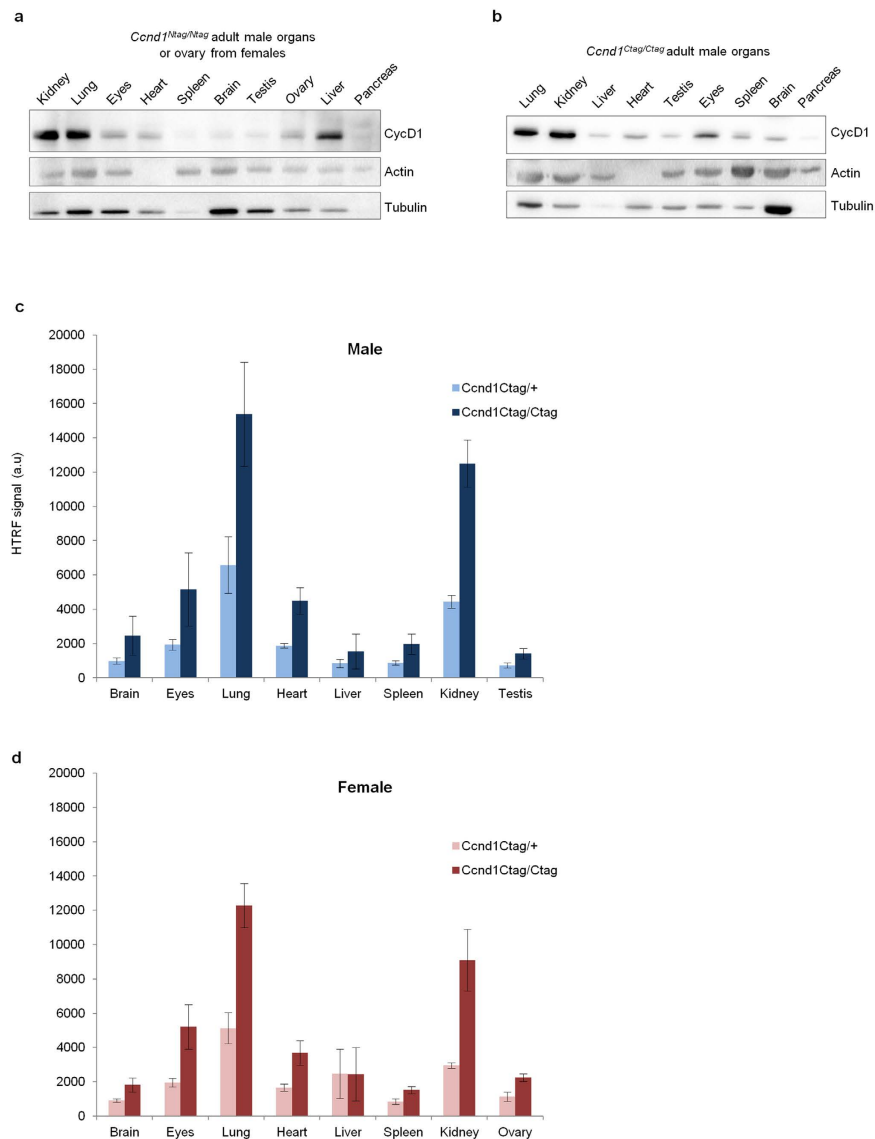 a
Ccnd1Ntag/Ntag adult male organs
or ovary from females
Kidney Lung Eyes Heart Spleen Brain Testis Ovary Liver Pancreas
CycD1
Actin
Tubulin
b
Ccnd1Ctag/Ctag adult male organs
Lung Kidney Liver Heart Testis Eyes Spleen Brain Pancreas
CycD1
Actin
Tubulin
c
Male
HTRF signal (a.u)
20000
18000
16000
14000
12000
10000
8000
6000
4000
2000
0
Ccnd1Ctag/+
Ccnd1Ctag/Ctag
Brain Eyes Lung Heart Liver Spleen Kidney Testis
d
Female
20000
18000
16000
14000
12000
10000
8000
6000
4000
2000
0
Ccnd1Ctag/+
Ccnd1Ctag/Ctag
Brain Eyes Lung Heart Liver Spleen Kidney Ovary